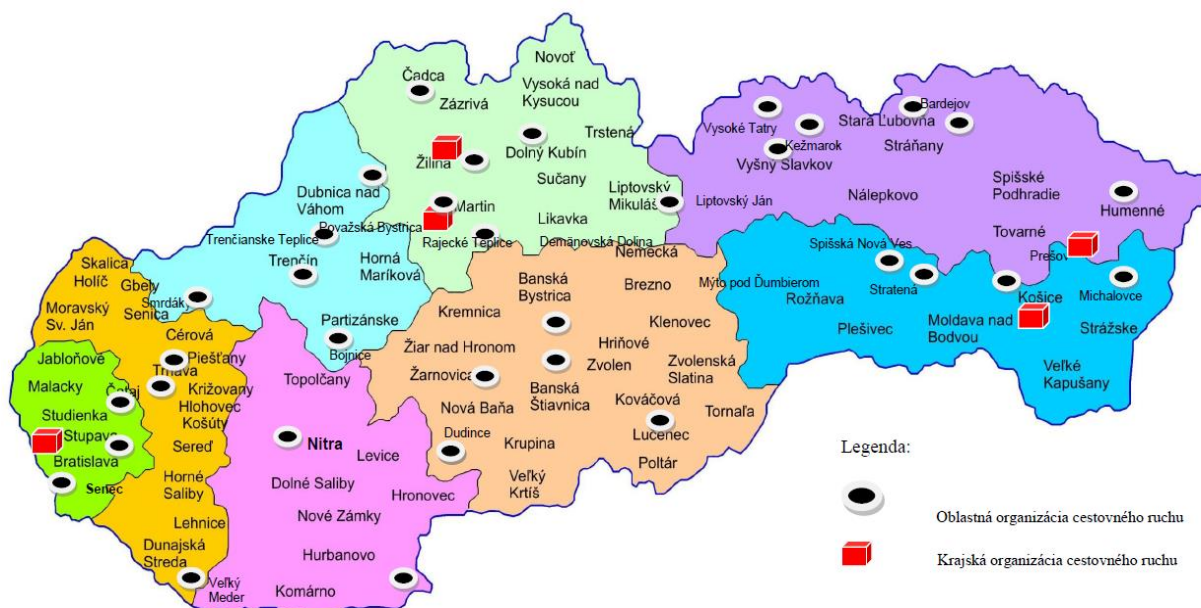 Novoť
Čadca
Vysoká nad
Kysucou
Zázrivá
Trstená
Dolný Kubín
Žilina
Sučany
Liptovský
Mikuláš
Martin
Likavka
Rajecké Teplice
Demänovská Dolina
Vysoké Tatry
Kežmarok
Vyšny Slavkov
Stará Ľubovňa
Bardejov
Stráňany
Liptovský Ján
Nálepkovo
Spišské
Podhradie
Humenné
Tovarné
Prešov
Dubnica nad
Váhom
Považská Bystrica
Trenčianske Teplice
Trenčín
Horná
Maríková
Smrdáky
Partizánske
Bojnice
Skalica
Holíč
Gbely
Senica
Moravský
Sv. Ján
Cérová
Piešťany
Trnava
Križovany
Hlohovec
Košúty
Sereď
Horné
Saliby
Lehnice
Dunajská
Streda
Jabloňové
Malacky
Studienka
Stupava
Bratislava
Senec
Topolčany
Nitra
Levice
Dolné Saliby
Hronovec
Nové Zámky
Hurbanovo
Veľký
Meder
Komárno
Nemecká
Banská
Bystrica
Brezno
Kremnica
Klenovec
Žiar nad Hronom
Hriňové
Zvolen
Zvolenská
Slatina
Žarnovica
Banská
Štiavnica
Nová Baňa
Kováčová
Tornaľa
Dudince
Lučenec
Krupina
Poltár
Veľký
Krtíš
Spišská Nová Ves
Mýto pod Ďumbierom
Stratená
Rožňava
Košice
Michalovce
Plešivec
Moldava nad
Bodvou
Strážske
Veľké
Kapušany
Legenda:
Oblastná organizácia cestovného ruchu
Krajská organizácia cestovného ruchu